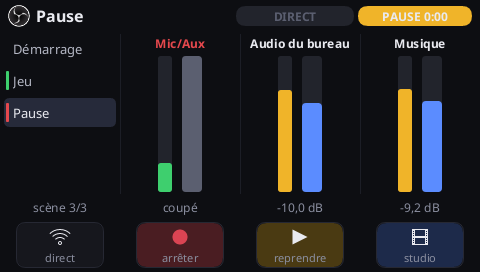 Pause
DIRECT
PAUSE 0:00
Démarrage
Jeu
Pause
scène 3/3
Mic/Aux
coupé
Audio du bureau
-10,0 dB
Musique
-9,2 dB
direct
arrêter
reprendre
studio